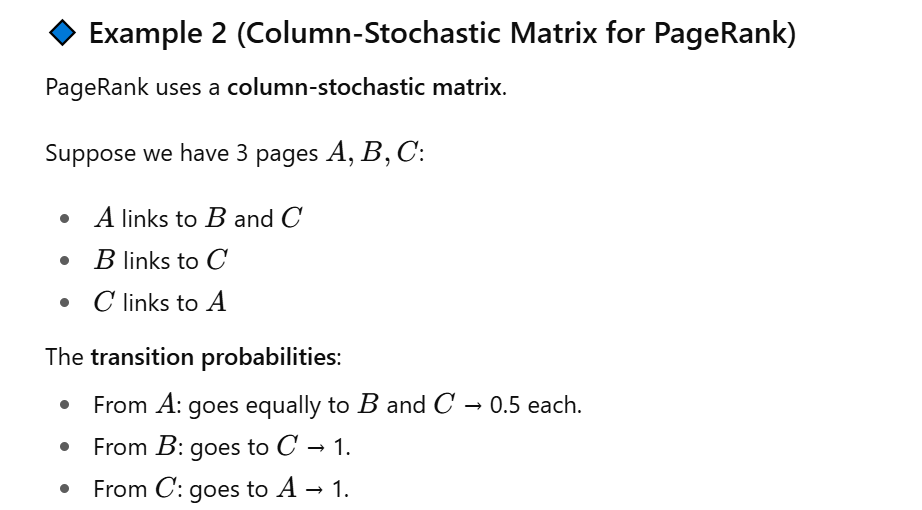 🔷 Example 2 (Column-Stochastic Matrix for PageRank)
PageRank uses a column-stochastic matrix.
Suppose we have 3 pages A, B, C:
• A links to B and C
• B links to C
• C links to A
The transition probabilities:
• From A: goes equally to B and C → 0.5 each.
• From B: goes to C → 1.
• From C: goes to A → 1.